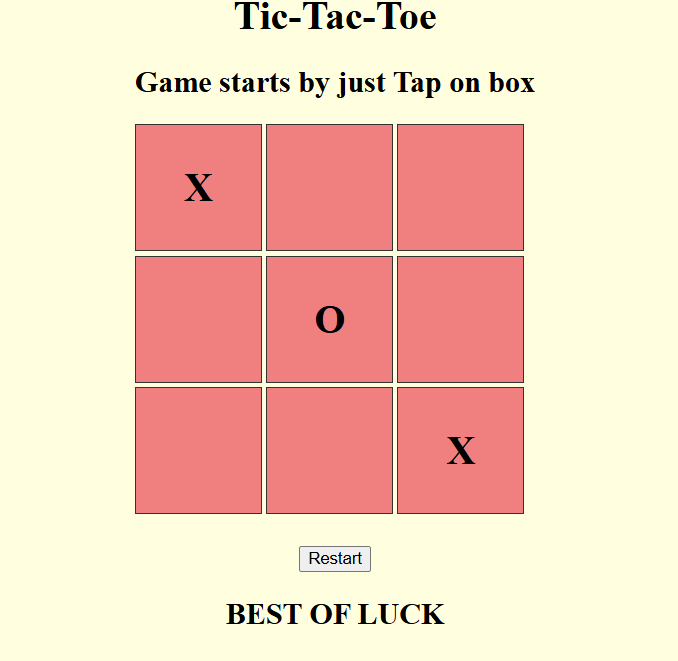 Tic-Tac-Toe
Game starts by just Tap on box
X
O
X
Restart
BEST OF LUCK